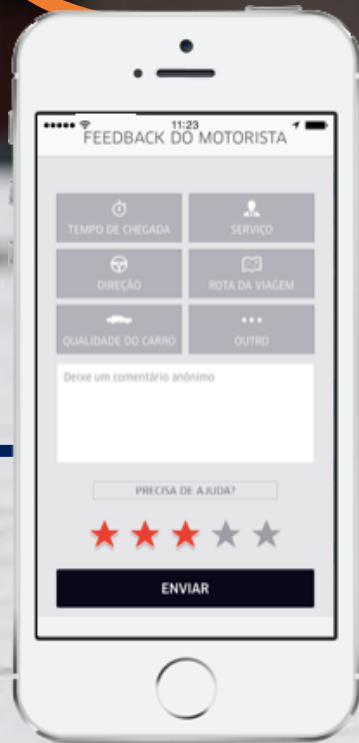 11:23
FEEDBACK DO MOTORISTA
TEMPO DE CHEGADA
SERVIÇO
DIREÇÃO
ROTA DA VIAGEM
QUALIDADE DO CARRO
OUTRO
Deixe um comentário anônimo
PRECISA DE AJUDA?
ENVIAR